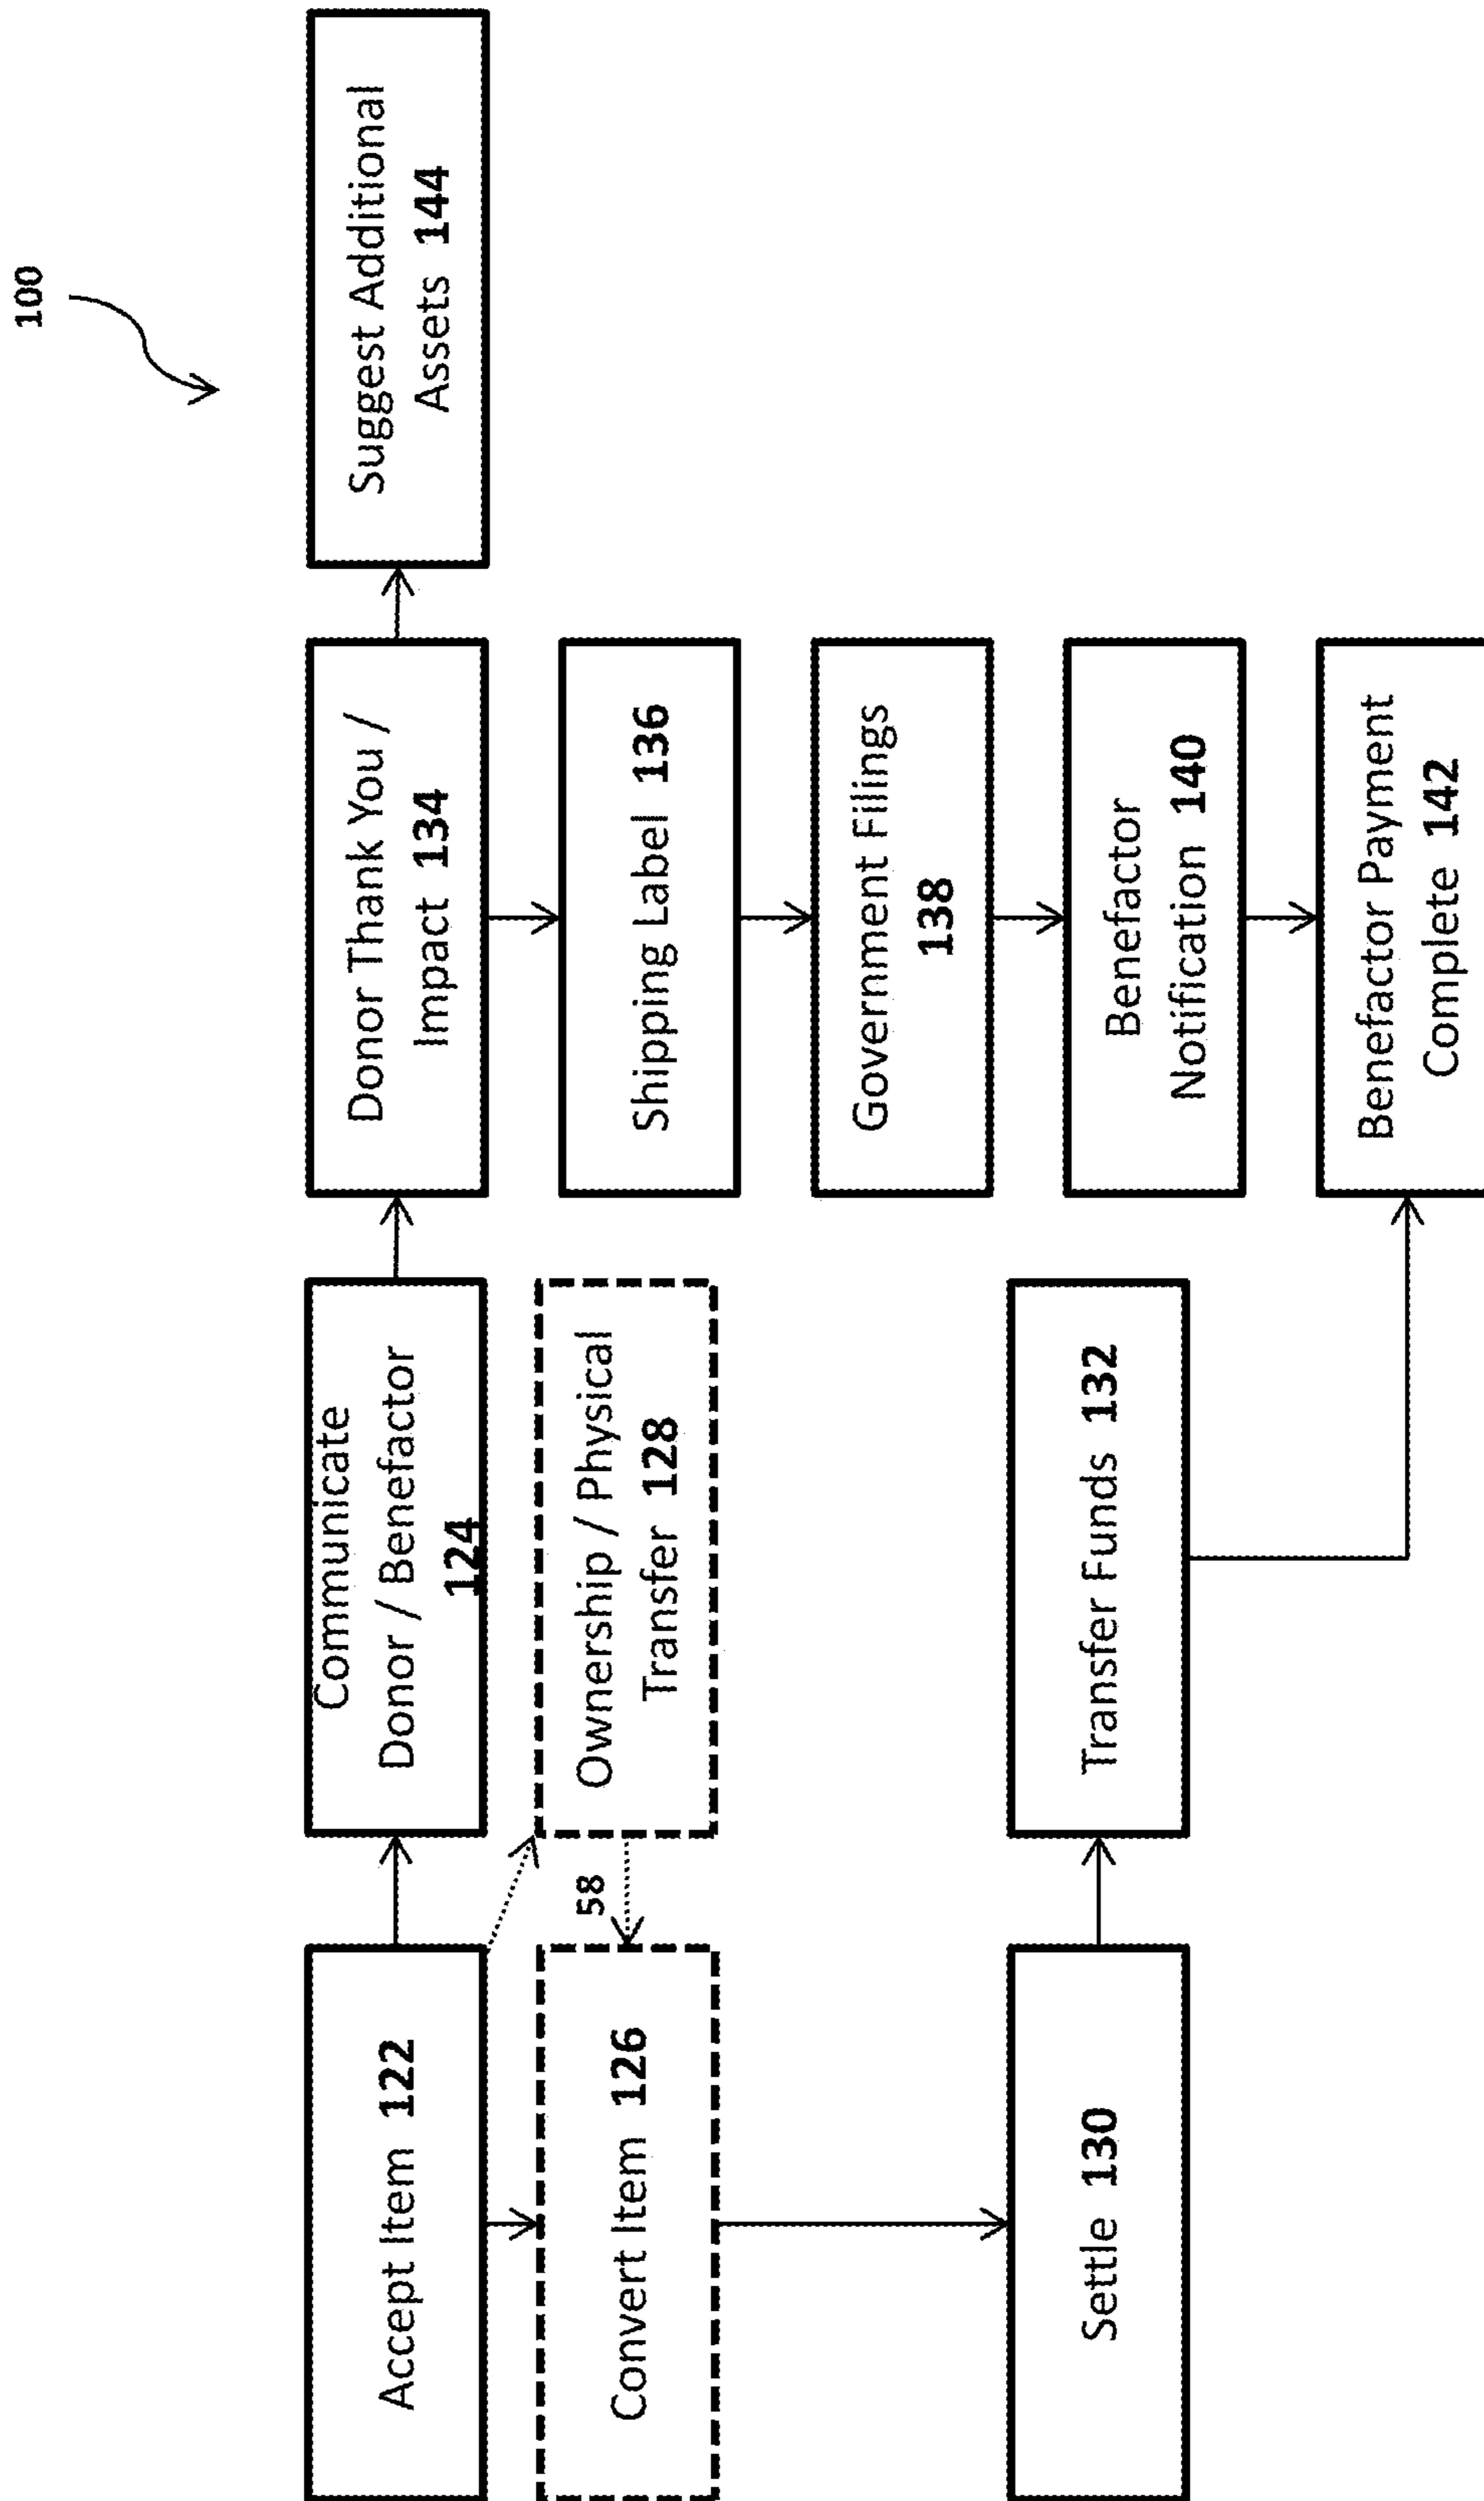 100
Accept Item 122
Communicate
Donor / Benefactor
124
Donor Thank You /
Impact 134
Suggest Additional
Assets 144
Convert Item 126
58
Ownership / Physical
Transfer 128
Shipping Label 136
Government Filings
138
Settle 130
Transfer Funds 132
Benefactor
Notification 140
Benefactor Payment
Complete 142